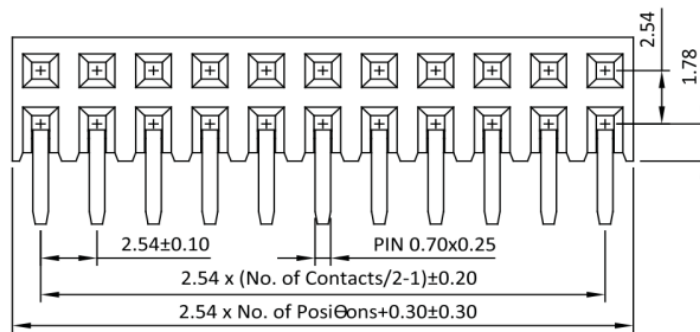 2.54
1.78
2.54±0.10
PIN 0.70x0.25
2.54 x (No. of Contacts/2-1)±0.20
2.54 x No. of PosiƟons+0.30±0.30